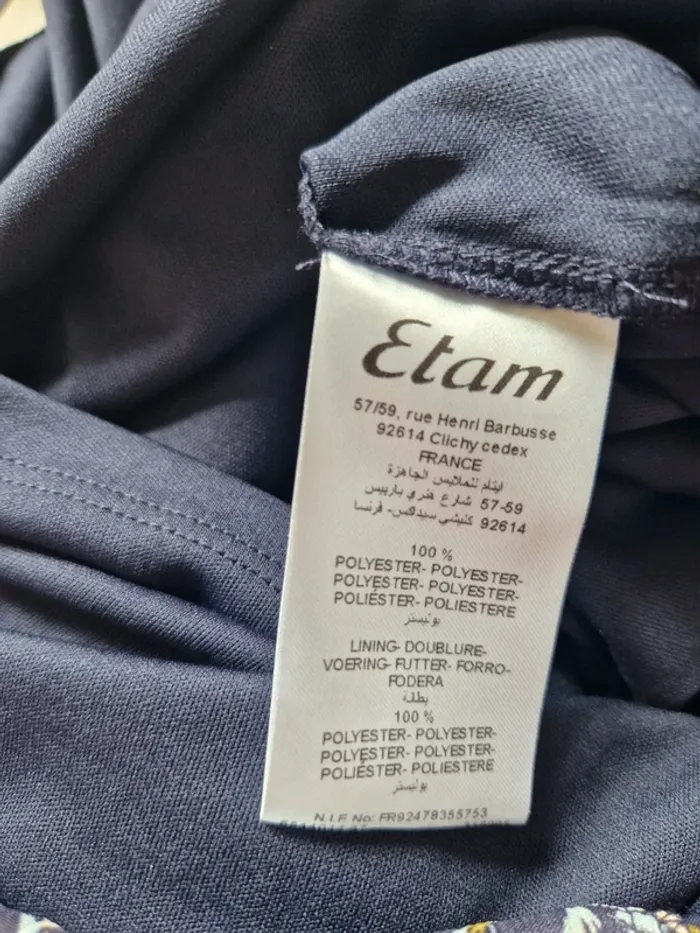 Etam
57/59, rue Henri Barbusse
92614 Clichy cedex
FRANCE
ايتام للملابس الجاهزة
57-59 شارع هنري باربيس
92614 كليشي سيداكس- فرنسا
100 %
POLYESTER- POLYESTER-
POLYESTER- POLYESTER-
POLIÉSTER- POLIESTERE
بوليستر
LINING- DOUBLURE-
VOERING- FUTTER- FORRO-
FODERA
بطانة
100 %
POLYESTER- POLYESTER-
POLYESTER- POLYESTER-
POLIÉSTER- POLIESTERE
بوليستر
N.I.F. No: FR92478355753